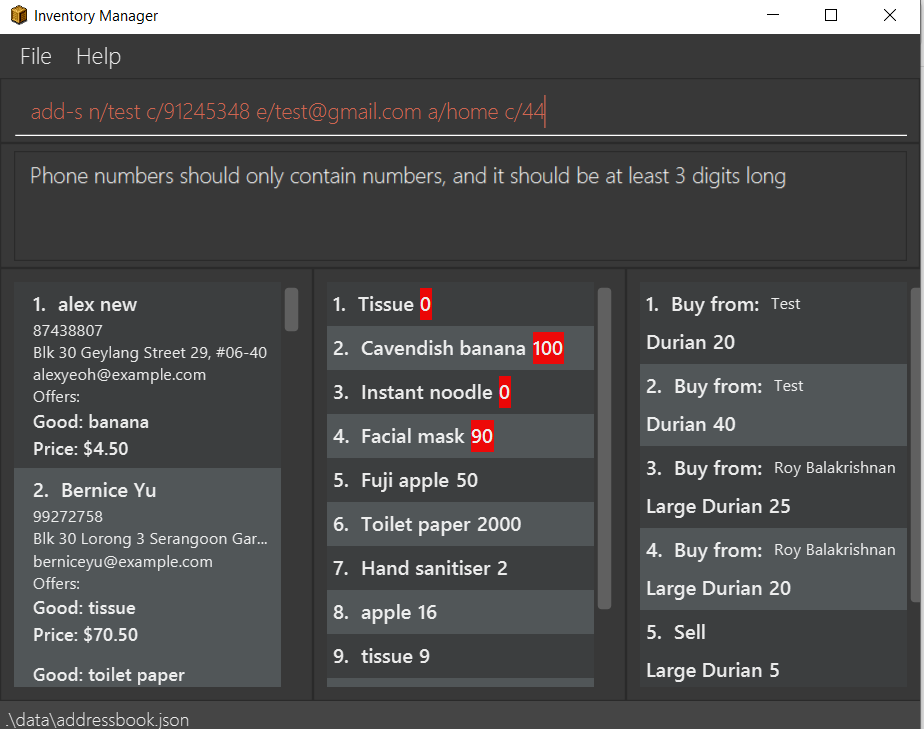 Inventory Manager
File Help
add-s n/test c/91245348 e/test@gmail.com a/home c/44
Phone numbers should only contain numbers, and it should be at least 3 digits long
1. alex new
87438807
Blk 30 Geylang Street 29, #06-40
alexyeoh@example.com
Offers:
Good: banana
Price: $4.50
2. Bernice Yu
99272758
Blk 30 Lorong 3 Serangoon Gar...
berniceyu@example.com
Offers:
Good: tissue
Price: $70.50
Good: toilet paper
1. Tissue 0
2. Cavendish banana 100
3. Instant noodle 0
4. Facial mask 90
5. Fuji apple 50
6. Toilet paper 2000
7. Hand sanitiser 2
8. apple 16
9. tissue 9
1. Buy from: Test
Durian 20
2. Buy from: Test
Durian 40
3. Buy from: Roy Balakrishnan
Large Durian 25
4. Buy from: Roy Balakrishnan
Large Durian 20
5. Sell
Large Durian 5
.\data\addressbook.json